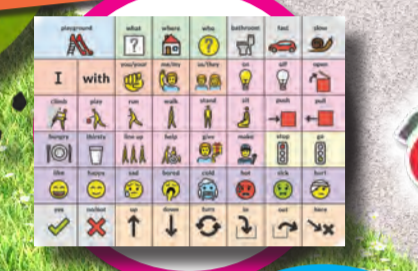 playground what where who bathroom fast slow
I with you/your me/my us/they on off open
climb play run walk stand sit push pull
hungry thirsty line up help give make stop go
like happy sad bored cold hot sick hurt
yes no/not up down turn in out here